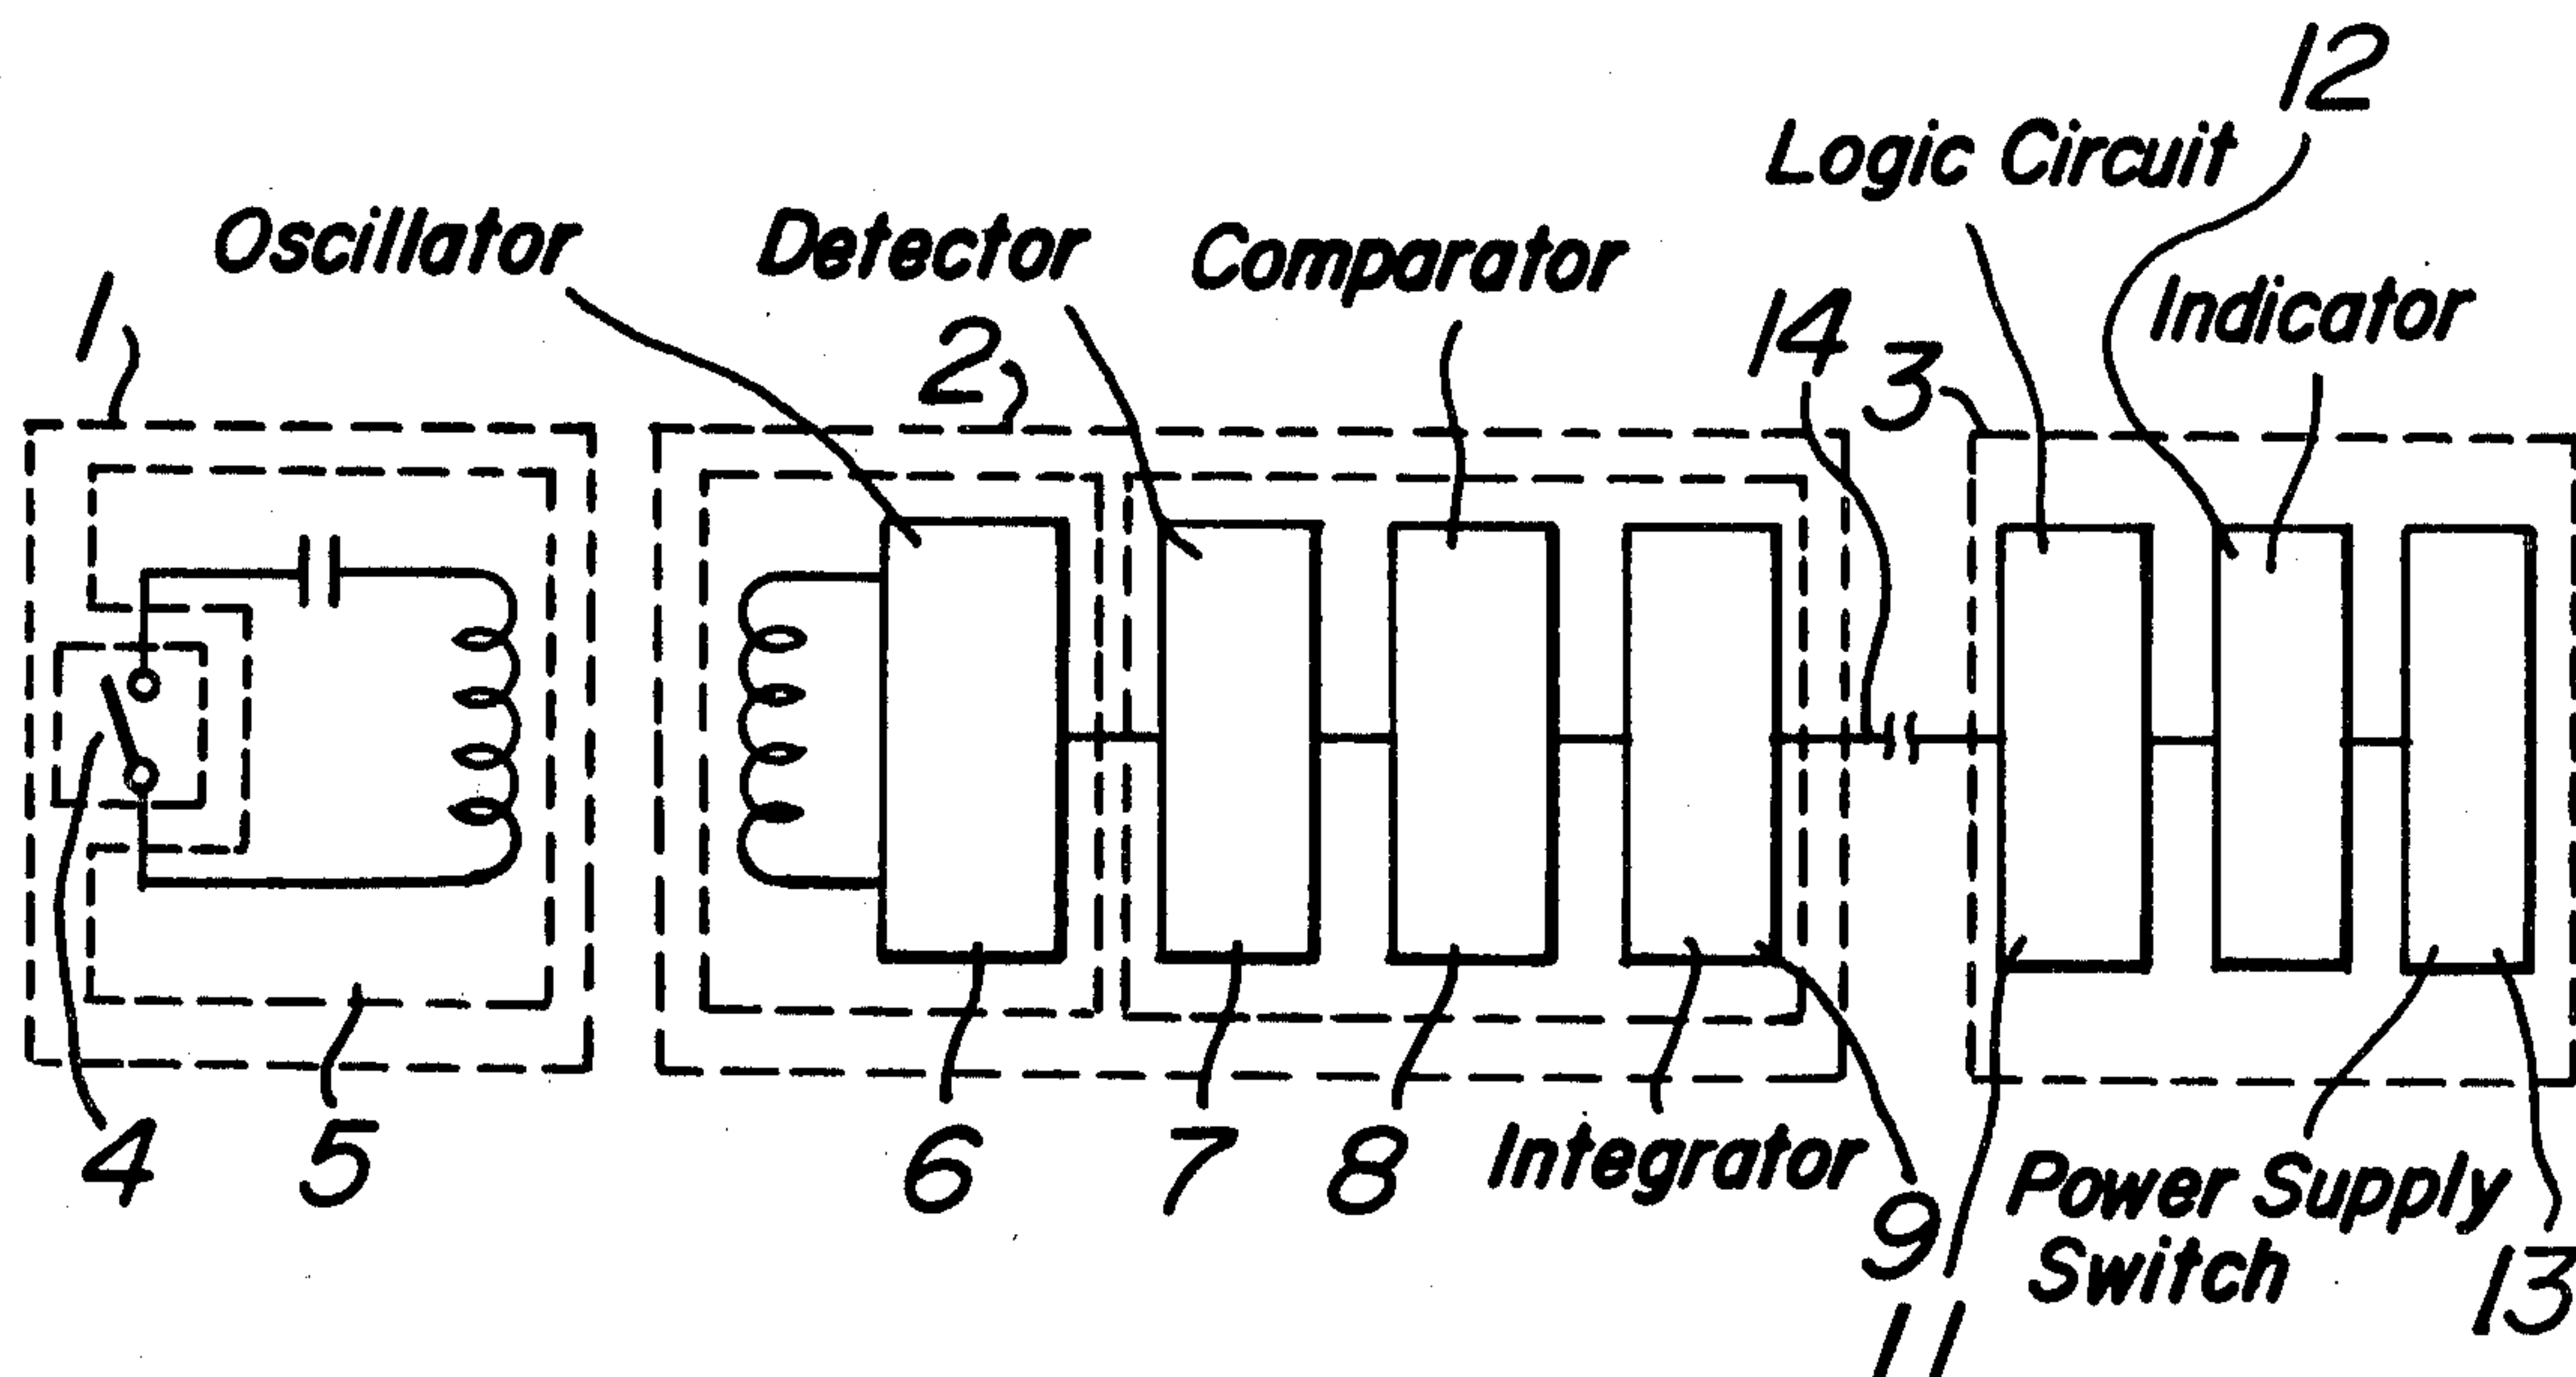 12
Logic Circuit
Oscillator
Detector
Comparator
Indicator
1
2
14
3
4
5
6
7
8
Integrator
9
Power Supply
Switch
13
11